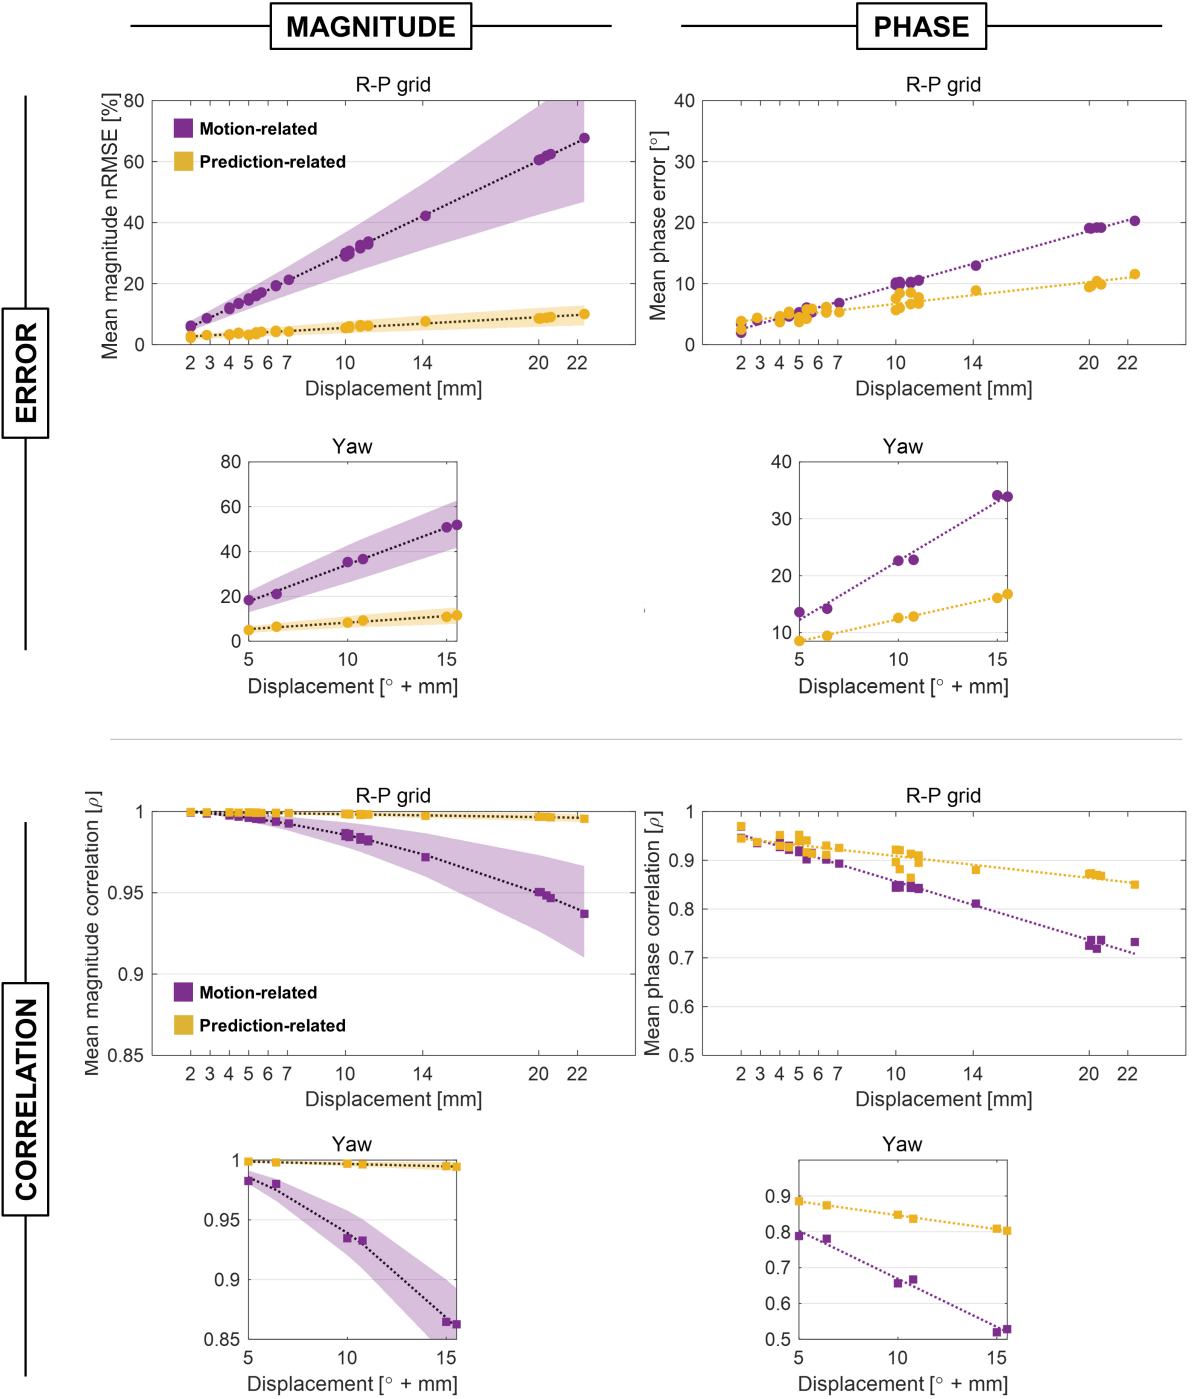 MAGNITUDE
PHASE
ERROR
R-P grid
Mean magnitude nRMSE [%]
80
60
40
20
0
Motion-related
Prediction-related
2 3 4 5 6 7 10 14 20 22
Displacement [mm]
R-P grid
Mean phase error [°]
40
30
20
10
0
2 3 4 5 6 7 10 14 20 22
Displacement [mm]
Yaw
80
60
40
20
0
5 10 15
Displacement [° + mm]
Yaw
40
30
20
10
5 10 15
Displacement [° + mm]
CORRELATION
R-P grid
Mean magnitude correlation [ρ]
1
0.95
0.9
0.85
Motion-related
Prediction-related
2 3 4 5 6 7 10 14 20 22
Displacement [mm]
R-P grid
Mean phase correlation [ρ]
1
0.9
0.8
0.7
0.6
0.5
2 3 4 5 6 7 10 14 20 22
Displacement [mm]
Yaw
1
0.95
0.9
0.85
5 10 15
Displacement [° + mm]
Yaw
0.9
0.8
0.7
0.6
0.5
5 10 15
Displacement [° + mm]